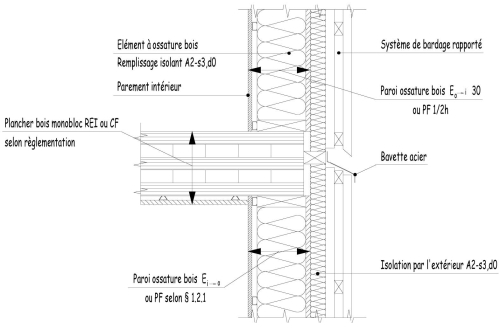 Elément à ossature bois
Remplissage isolant A2-s3,d0
Parement intérieur
Plancher bois monobloc REI ou CF
selon règlementation
Système de bardage rapporté
Paroi ossature bois E o→i 30
ou PF 1/2h
Bavette acier
Isolation par l'extérieur A2-s3,d0
Paroi ossature bois E i→o
ou PF selon § 1.2.1